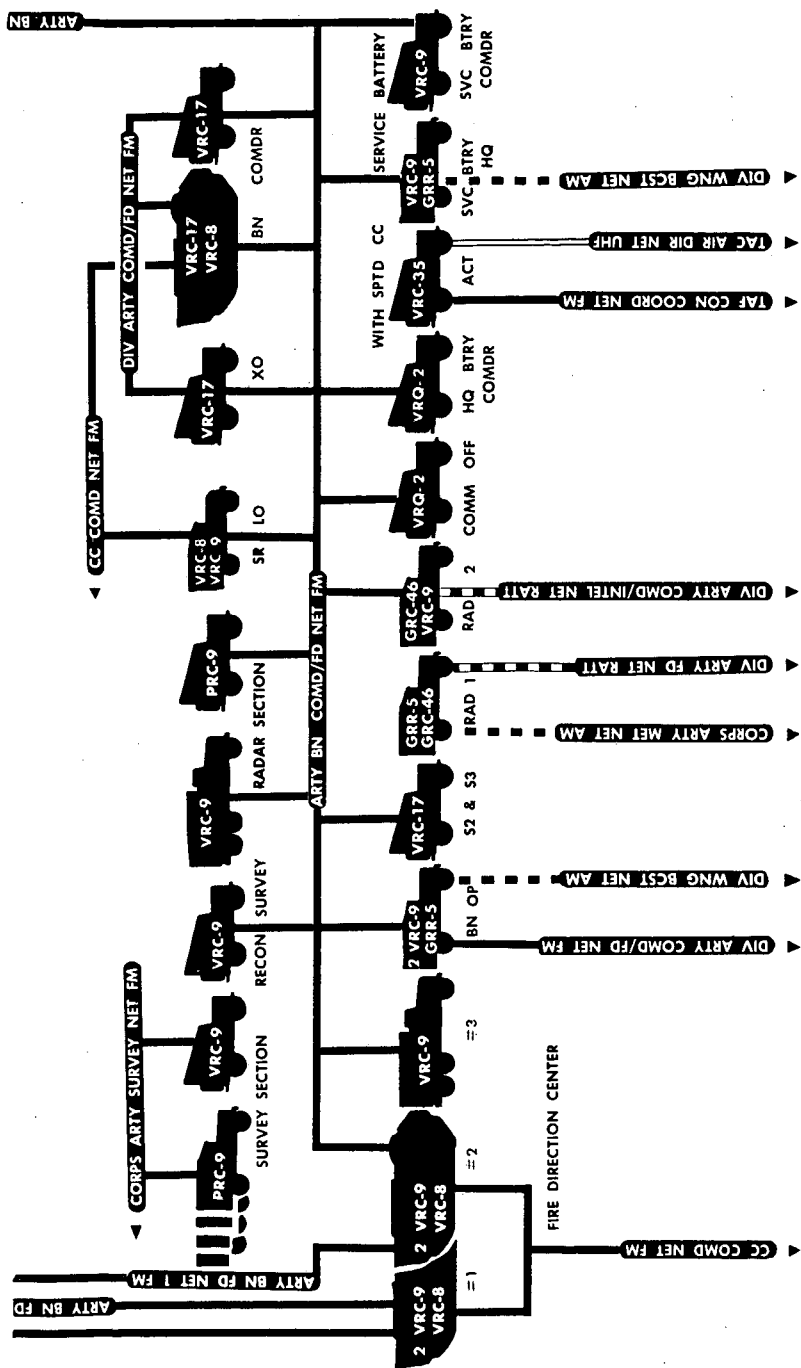 ARTY BN
VRC-17
DIV ARTY COMD/FD NET FM
VRC-17
VRC-8
BN COMDR
VRC-17
XO
CC COMD NET FM
VRC-8
VRC-9
SR LO
PRC-9
VRC-9
RADAR SECTION
VRC-9
RECON SURVEY
CORPS ARTY SURVEY NET FM
VRC-9
PRC-9
SURVEY SECTION
ARTY BN COMD/FD NET FM
SERVICE BATTERY
VRC-9
SVC BTRY
COMDR
VRC-9
GRR-5
SVC BTRY
HQ
DIV WNG BCST NET AM
WITH SPTD CC
VRC-35
ACT
TAC AIR DIR NET UHF
TAF CON COORD NET FM
VRQ-2
HQ BTRY
COMDR
VRQ-2
COMM OFF
GRC-46
VRC-9
RAD 2
DIV ARTY COMD/INTEL NET RATT
GRR-5
GRC-46
RAD 1
DIV ARTY FD NET RATT
CORPS ARTY MET NET AM
VRC-17
S2 & S3
2 VRC-9
GRR-5
BN OP
DIV WNG BCST NET AM
DIV ARTY COMD/FD NET FM
VRC-9
#3
2 VRC-9
VRC-8
#2
2 VRC-9
VRC-8
#1
FIRE DIRECTION CENTER
ARTY BN FD NET 1 FM
ARTY BN FD
CC COMD NET FM